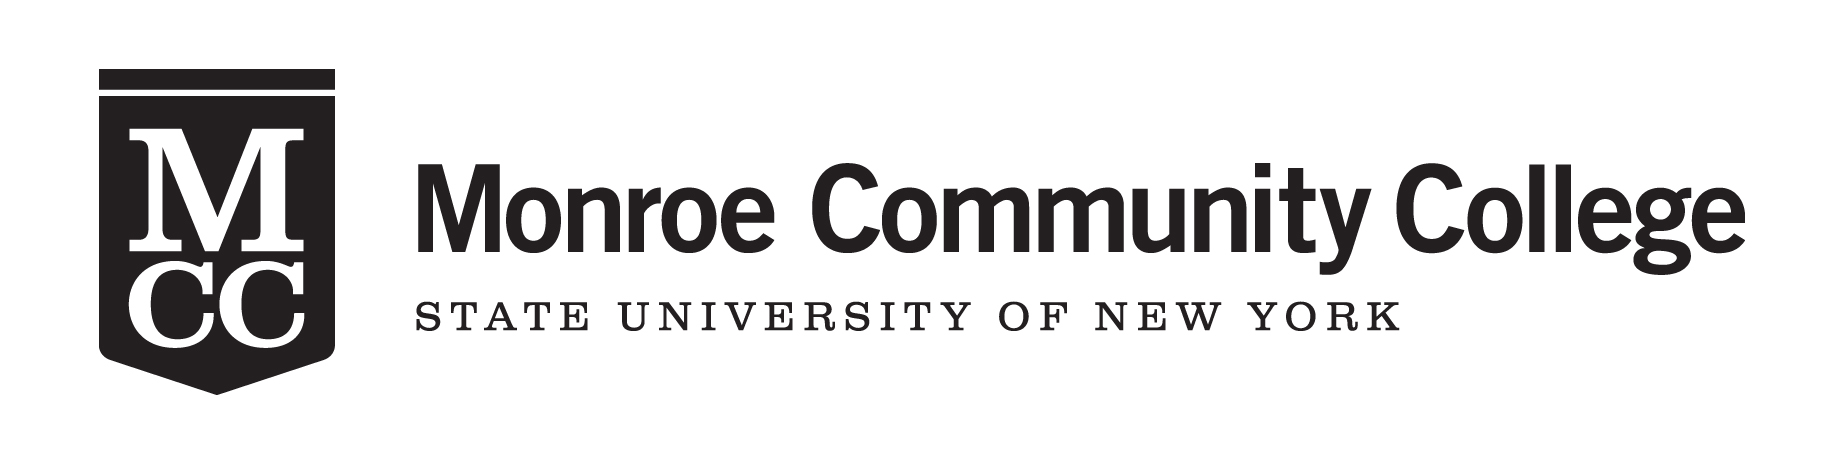 M
CC
Monroe Community College
STATE UNIVERSITY OF NEW YORK